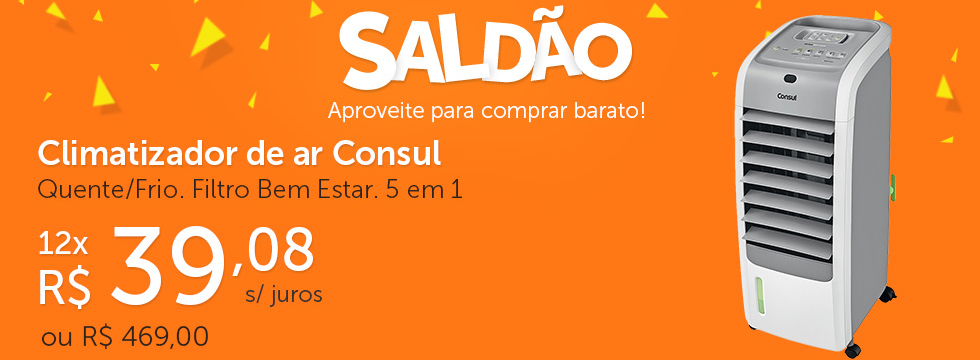 SALDÃO
Aproveite para comprar barato!
Climatizador de ar Consul
Quente/Frio. Filtro Bem Estar. 5 em 1
12x
R$ 39,08
s/ juros
ou R$ 469,00
Consul